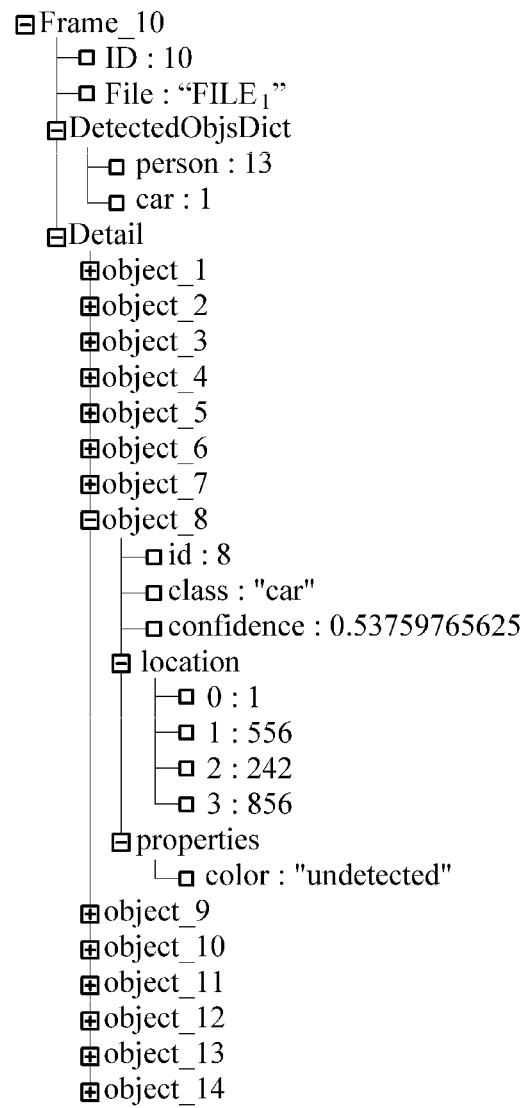 Frame_10
ID : 10
File : “FILE₁”
DetectedObjsDict
person : 13
car : 1
Detail
object_1
object_2
object_3
object_4
object_5
object_6
object_7
object_8
id : 8
class : "car"
confidence : 0.53759765625
location
0 : 1
1 : 556
2 : 242
3 : 856
properties
color : "undetected"
object_9
object_10
object_11
object_12
object_13
object_14